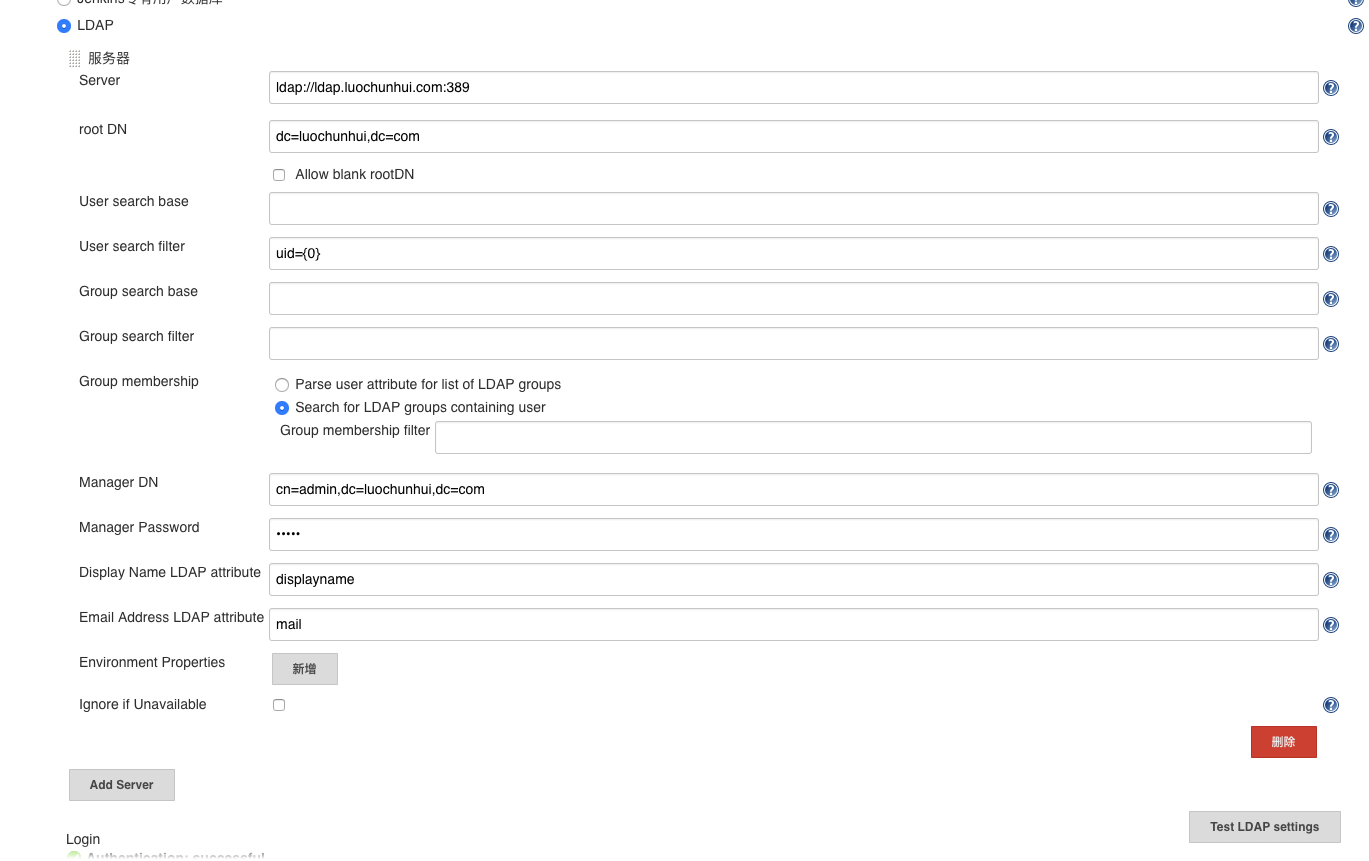 Jenkins专有用户数据库
LDAP
服务器
Server
ldap://ldap.luochunhui.com:389
root DN
dc=luochunhui,dc=com
Allow blank rootDN
User search base
User search filter
uid={0}
Group search base
Group search filter
Group membership
Parse user attribute for list of LDAP groups
Search for LDAP groups containing user
Group membership filter
Manager DN
cn=admin,dc=luochunhui,dc=com
Manager Password
•••••
Display Name LDAP attribute
displayname
Email Address LDAP attribute
mail
Environment Properties
新增
Ignore if Unavailable
删除
Add Server
Test LDAP settings
Login
Authentication: successful